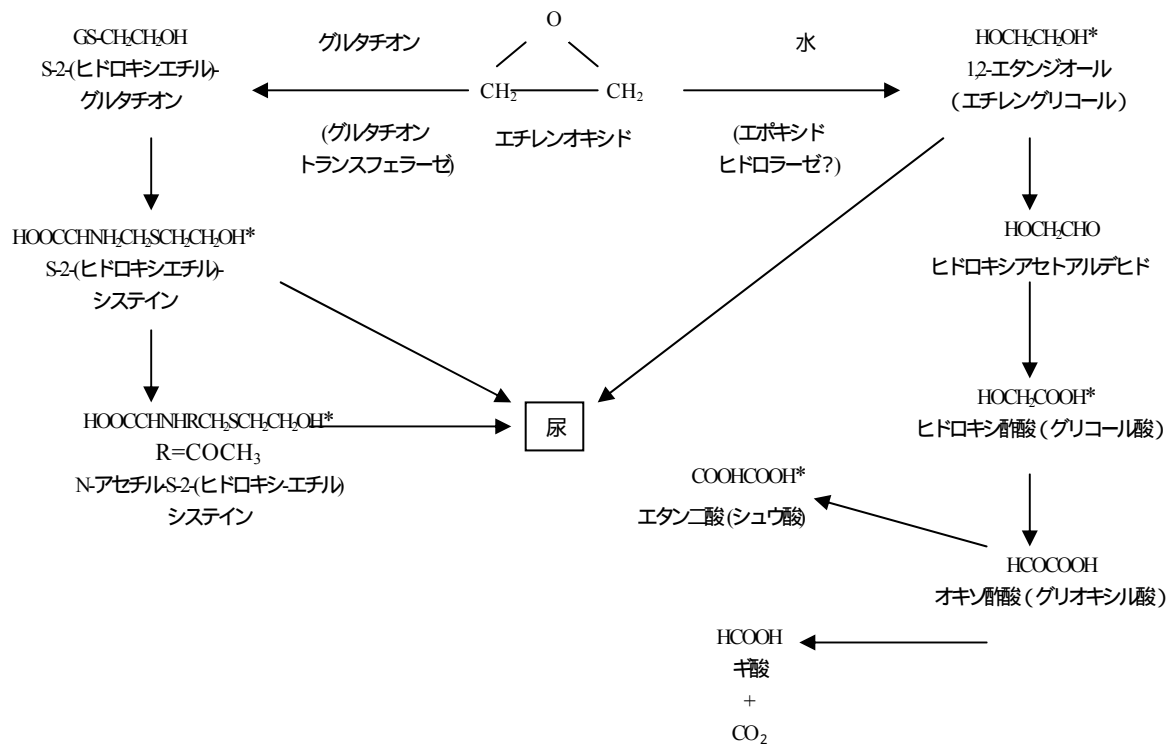 O
GS-CH₂CH₂OH
グルタチオン
水
HOCH₂CH₂OH*
S-2-(ヒドロキシエチル)-
グルタチオン
CH₂
CH₂
1,2-エタンジオール
(エチレングリコール)
(グルタチオン
トランスフェラーゼ)
エチレンオキシド
(エポキシド
ヒドロラーゼ?)
HOOCCHNH₂CH₂SCH₂CH₂OH*
S-2-(ヒドロキシエチル)-
システイン
HOCH₂CHO
ヒドロキシアセトアルデヒド
HOOCCHNHRCH₂SCH₂CH₂OH*
R=COCH₃
N-アセチル-S-2-(ヒドロキシ-エチル)
システイン
尿
HOCH₂COOH*
ヒドロキシ酢酸(グリコール酸)
COOHCOOH*
エタン二酸(シュウ酸)
HCOCOOH
オキソ酢酸(グリオキシル酸)
HCOOH
ギ酸
+
CO₂